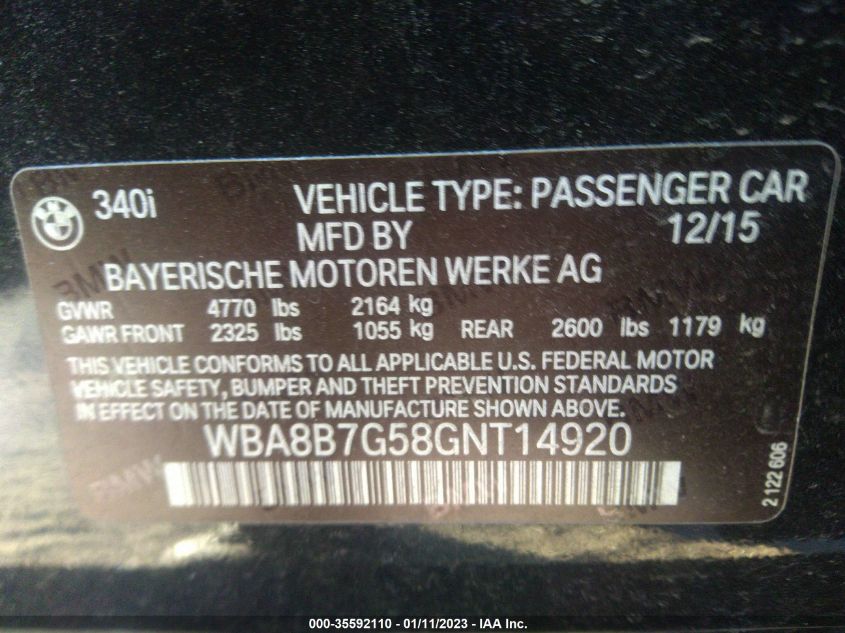 340i VEHICLE TYPE: PASSENGER CAR
MFD BY 12/15
BAYERISCHE MOTOREN WERKE AG
GVWR 4770 lbs 2164 kg
GAWR FRONT 2325 lbs 1055 kg REAR 2600 lbs 1179 kg
THIS VEHICLE CONFORMS TO ALL APPLICABLE U.S. FEDERAL MOTOR
VEHICLE SAFETY, BUMPER AND THEFT PREVENTION STANDARDS
IN EFFECT ON THE DATE OF MANUFACTURE SHOWN ABOVE.
WBA8B7G58GNT14920
2 122 606
000-35592110 - 01/11/2023 - IAA Inc.